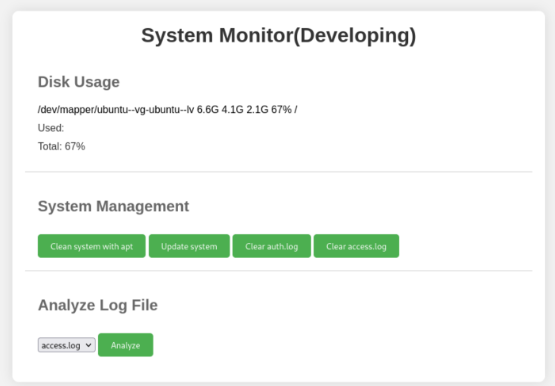 System Monitor(Developing)
Disk Usage
/dev/mapper/ubuntu--vg-ubuntu--lv 6.6G 4.1G 2.1G 67% /
Used:
Total: 67%
System Management
Clean system with apt Update system Clear auth.log Clear access.log
Analyze Log File
access.log Analyze